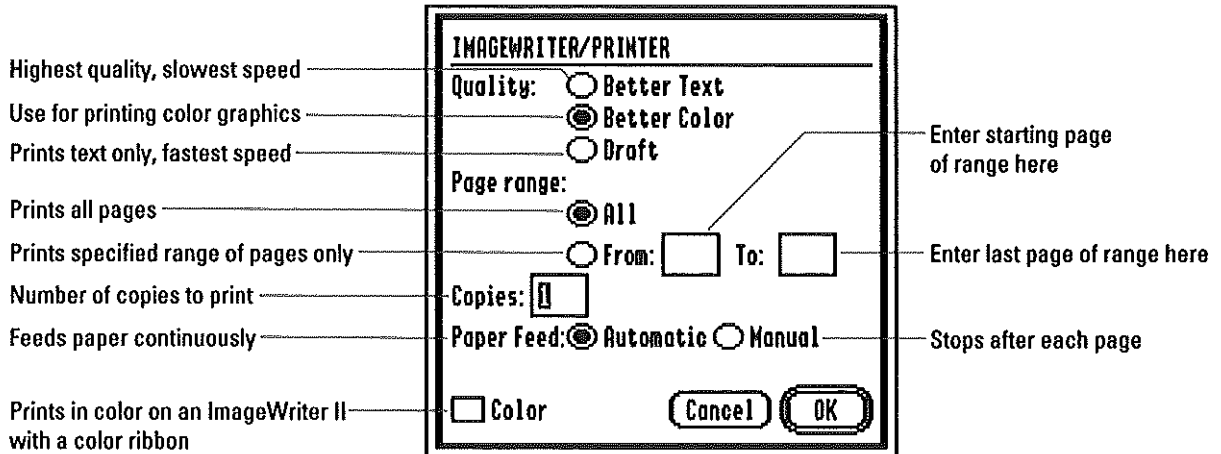 Highest quality, slowest speed
Use for printing color graphics
Prints text only, fastest speed
Prints all pages
Prints specified range of pages only
Number of copies to print
Feeds paper continuously
Prints in color on an ImageWriter II
with a color ribbon
IMAGEWRITER/PRINTER
Quality: Better Text
Better Color
Draft
Page range:
All
From: To:
Copies: 1
Paper Feed: Automatic Manual
Color Cancel OK
Enter starting page
of range here
Enter last page of range here
Stops after each page